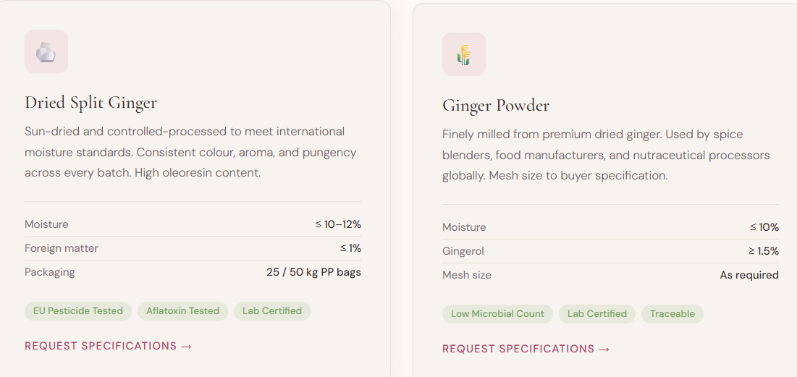 Dried Split Ginger
Sun-dried and controlled-processed to meet international
moisture standards. Consistent colour, aroma, and pungency
across every batch. High oleoresin content.
Moisture ≤ 10–12%
Foreign matter ≤ 1%
Packaging 25 / 50 kg PP bags
EU Pesticide Tested Aflatoxin Tested Lab Certified
REQUEST SPECIFICATIONS →
Ginger Powder
Finely milled from premium dried ginger. Used by spice
blenders, food manufacturers, and nutraceutical processors
globally. Mesh size to buyer specification.
Moisture ≤ 10%
Gingerol ≥ 1.5%
Mesh size As required
Low Microbial Count Lab Certified Traceable
REQUEST SPECIFICATIONS →